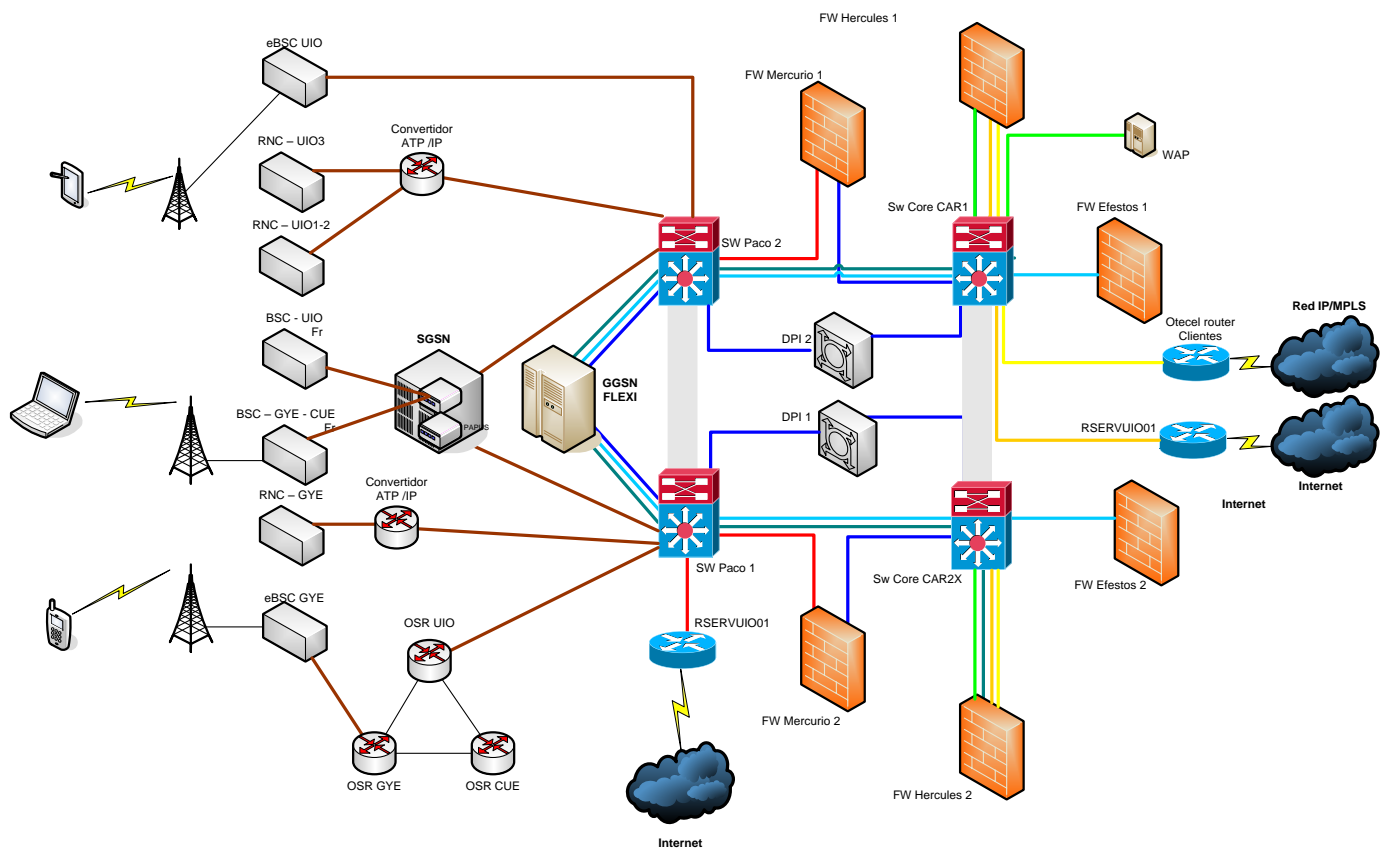 FW Hercules 1
eBSC UIO
FW Mercurio 1
Convertidor
ATP /IP
RNC – UIO3
WAP
Sw Core CAR1
FW Efestos 1
RNC – UIO1-2
SW Paco 2
Red IP/MPLS
BSC - UIO
Fr
SGSN
DPI 2
Otecel router
Clientes
GGSN
FLEXI
DPI 1
BSC – GYE - CUE
Fr
PAPUS
RSERVUIO01
RNC – GYE
Convertidor
ATP /IP
Internet
Internet
SW Paco 1
Sw Core CAR2X
FW Efestos 2
eBSC GYE
OSR UIO
RSERVUIO01
FW Mercurio 2
OSR GYE
OSR CUE
FW Hercules 2
Internet